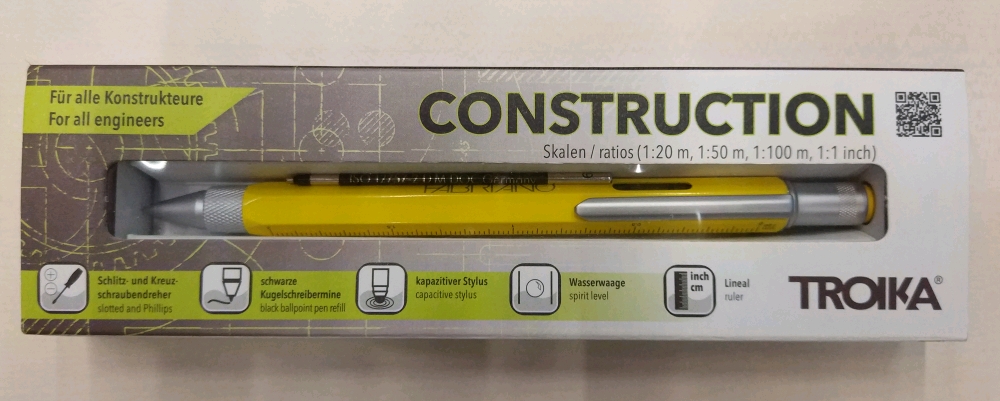 Für alle Konstrukteure
For all engineers
CONSTRUCTION
Skalen / ratios (1:20 m, 1:50 m, 1:100 m, 1:1 inch)
Germany
FABRIANO
Schlitz- und Kreuz-
schraubendreher
slotted and Phillips
schwarze
Kugelschreibermine
black ballpoint pen refill
kapazitiver Stylus
capacitive stylus
Wasserwaage
spirit level
inch
cm
Lineal
ruler
TROIKA®